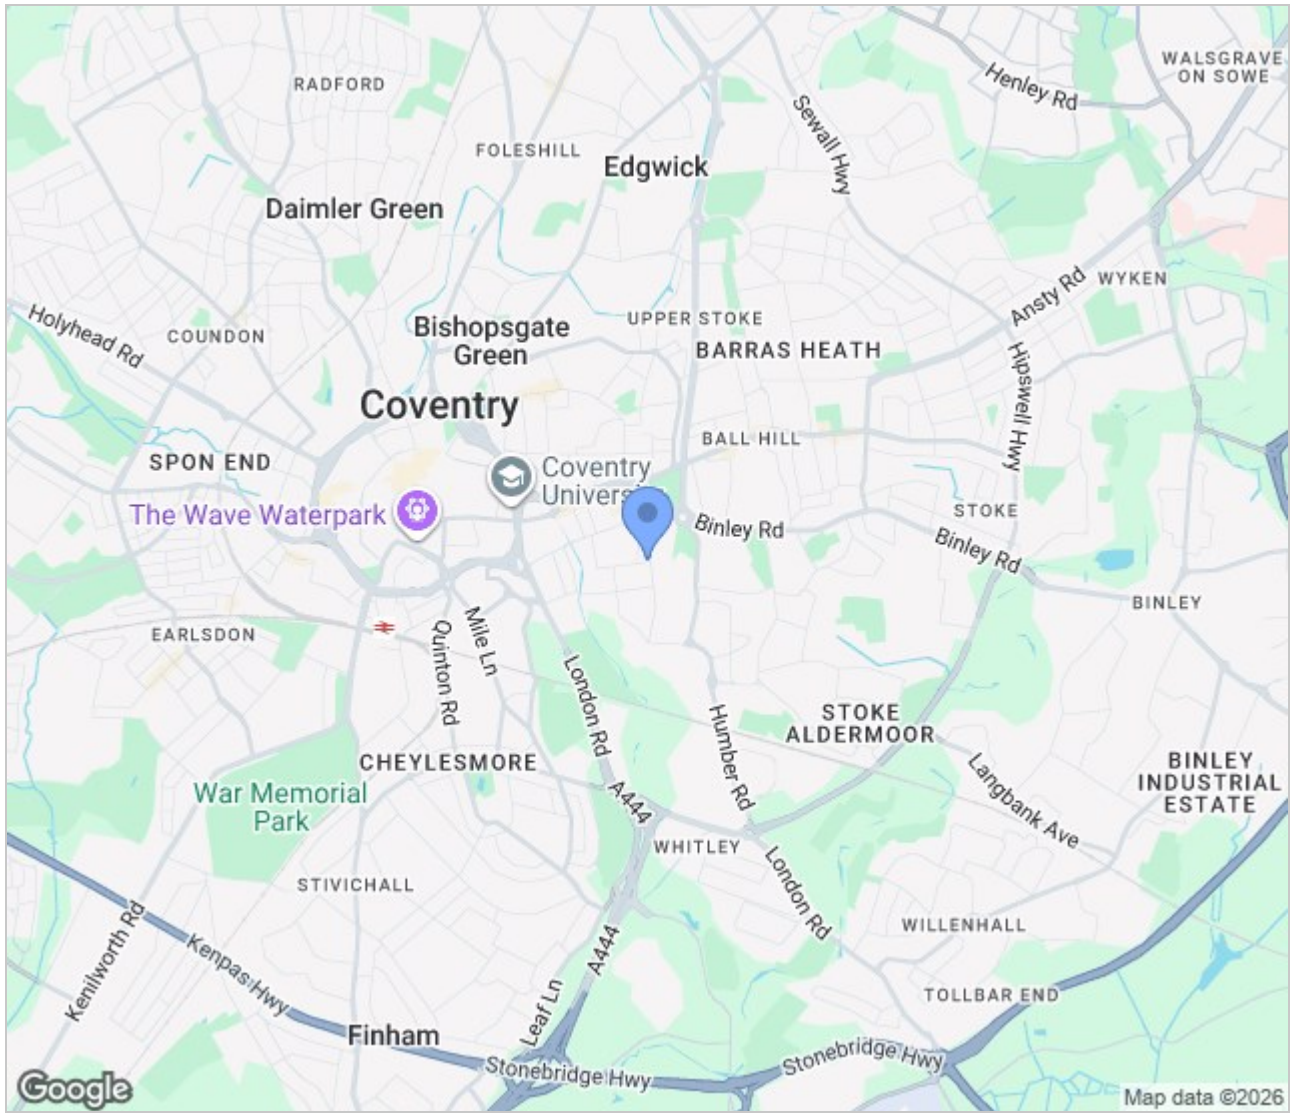 WALSGRAVE
ON SOWE
Henley Rd
RADFORD
Sewall Hwy
FOLESHILL
Edgwick
Daimler Green
WYKEN
Ansty Rd
Holyhead Rd
COUNDON
Bishopsgate
Green
UPPER STOKE
BARRAS HEATH
Hipswell Hwy
Coventry
BALL HILL
SPON END
Coventry
The Wave Waterpark
Binley Rd
STOKE
Binley Rd
BINLEY
EARLSDON
Mile Ln
Quinton Rd
London Rd
Humber Rd
STOKE
ALDERMOOR
CHEYLESMORE
Langbank Ave
BINLEY
INDUSTRIAL
ESTATE
War Memorial
Park
A444
WHITLEY
London Rd
STIVICHALL
Kenilworth Rd
WILLENHALL
Kenpas Hwy
A444
TOLLBAR END
Leaf Ln
Finham
Stonebridge Hwy
Stonebridge Hwy
Google
Map data ©2026